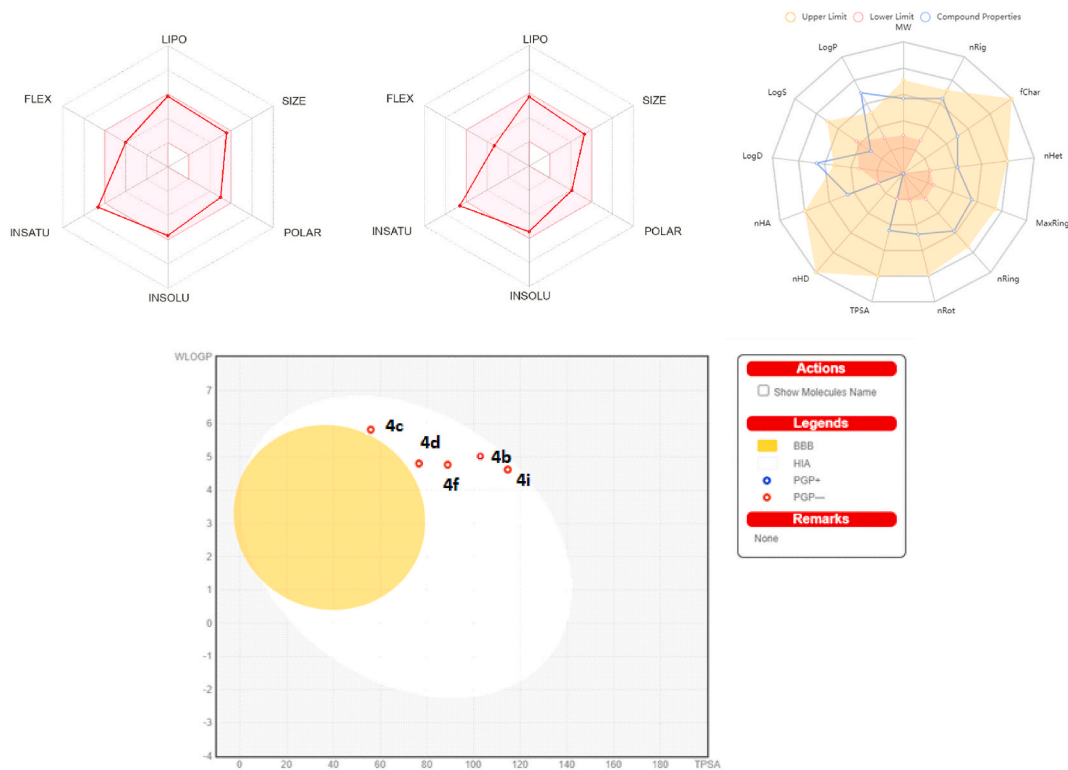 LIPO
FLEX
SIZE
INSATU
POLAR
INSOLU
LIPO
FLEX
SIZE
INSATU
POLAR
INSOLU
Upper Limit Lower Limit Compound Properties
MW
LogP
nRig
LogS
fChar
LogD
nHet
nHA
MaxRing
nHD
nRing
TPSA
nRot
WLOGP
7
6
5
4
3
2
1
0
-1
-2
-3
-4
0 20 40 60 80 100 120 140 160 180 TPSA
4c
4d
4b
4f
4i
Actions
Show Molecules Name
Legends
BBB
HIA
PGP+
PGP—
Remarks
None